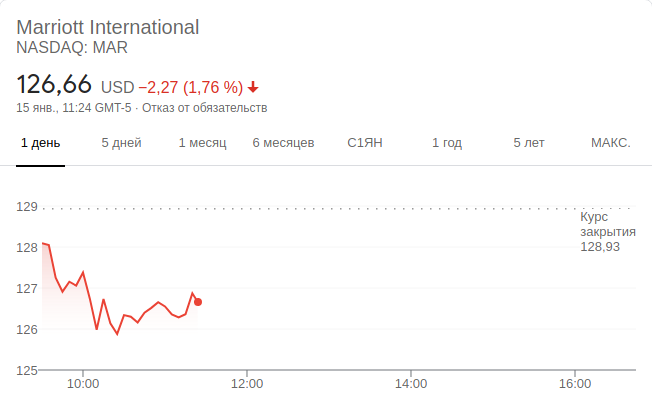 Marriott International
NASDAQ: MAR
126,66 USD −2,27 (1,76 %)
15 янв., 11:24 GMT-5 · Отказ от обязательств
1 день 5 дней 1 месяц 6 месяцев С1ЯН 1 год 5 лет МАКС.
129
Курс
закрытия
128,93
128
127
126
125
10:00 12:00 14:00 16:00